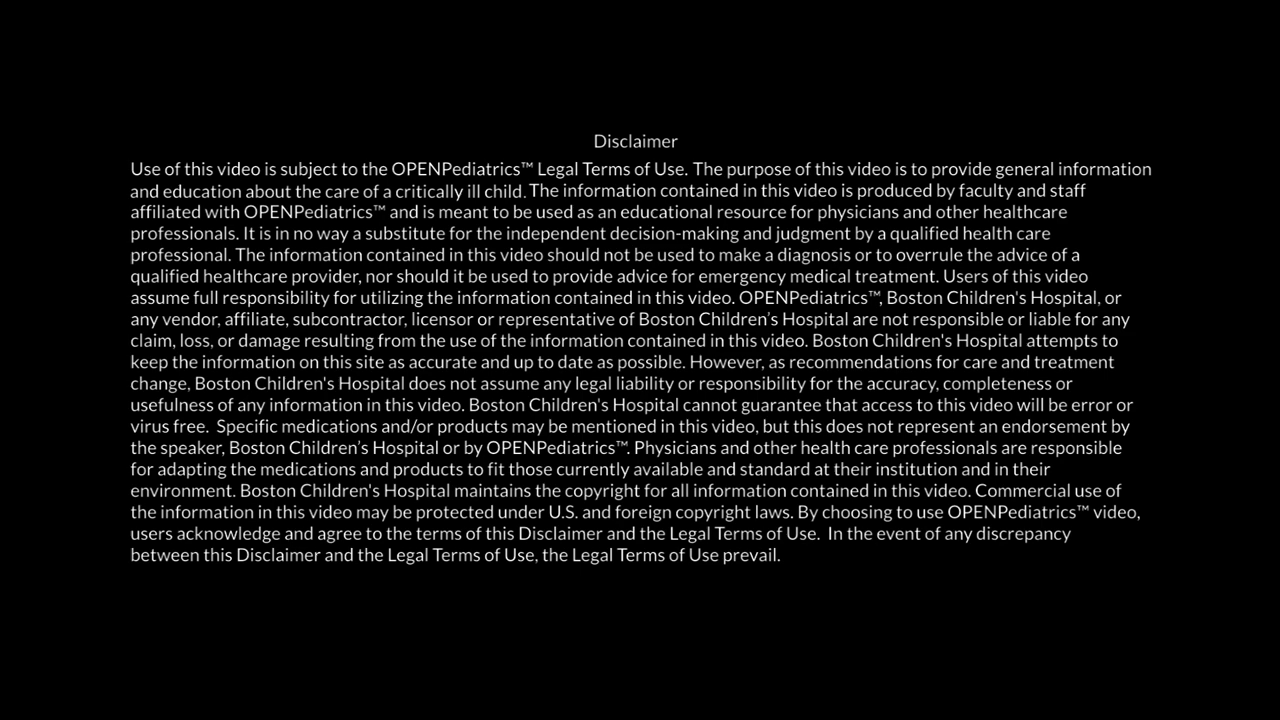 Disclaimer
Use of this video is subject to the OPENPediatrics™ Legal Terms of Use. The purpose of this video is to provide general information
and education about the care of a critically ill child. The information contained in this video is produced by faculty and staff
affiliated with OPENPediatrics™ and is meant to be used as an educational resource for physicians and other healthcare
professionals. It is in no way a substitute for the independent decision-making and judgment by a qualified health care
professional. The information contained in this video should not be used to make a diagnosis or to overrule the advice of a
qualified healthcare provider, nor should it be used to provide advice for emergency medical treatment. Users of this video
assume full responsibility for utilizing the information contained in this video. OPENPediatrics™, Boston Children's Hospital, or
any vendor, affiliate, subcontractor, licensor or representative of Boston Children’s Hospital are not responsible or liable for any
claim, loss, or damage resulting from the use of the information contained in this video. Boston Children's Hospital attempts to
keep the information on this site as accurate and up to date as possible. However, as recommendations for care and treatment
change, Boston Children's Hospital does not assume any legal liability or responsibility for the accuracy, completeness or
usefulness of any information in this video. Boston Children's Hospital cannot guarantee that access to this video will be error or
virus free.  Specific medications and/or products may be mentioned in this video, but this does not represent an endorsement by
the speaker, Boston Children’s Hospital or by OPENPediatrics™. Physicians and other health care professionals are responsible
for adapting the medications and products to fit those currently available and standard at their institution and in their
environment. Boston Children's Hospital maintains the copyright for all information contained in this video. Commercial use of
the information in this video may be protected under U.S. and foreign copyright laws. By choosing to use OPENPediatrics™ video,
users acknowledge and agree to the terms of this Disclaimer and the Legal Terms of Use.  In the event of any discrepancy
between this Disclaimer and the Legal Terms of Use, the Legal Terms of Use prevail.